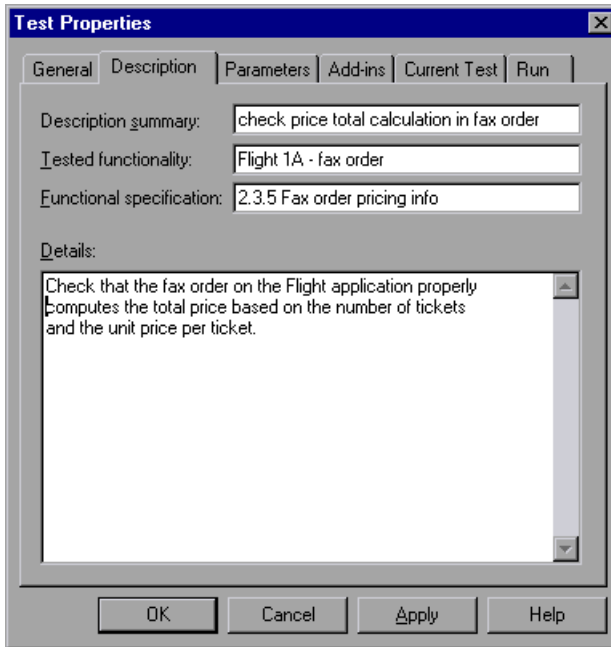 Test Properties
General Description Parameters Add-ins Current Test Run
Description summary: check price total calculation in fax order
Tested functionality: Flight 1A - fax order
Functional specification: 2.3.5 Fax order pricing info
Details:
Check that the fax order on the Flight application properly
computes the total price based on the number of tickets
and the unit price per ticket.
OK Cancel Apply Help